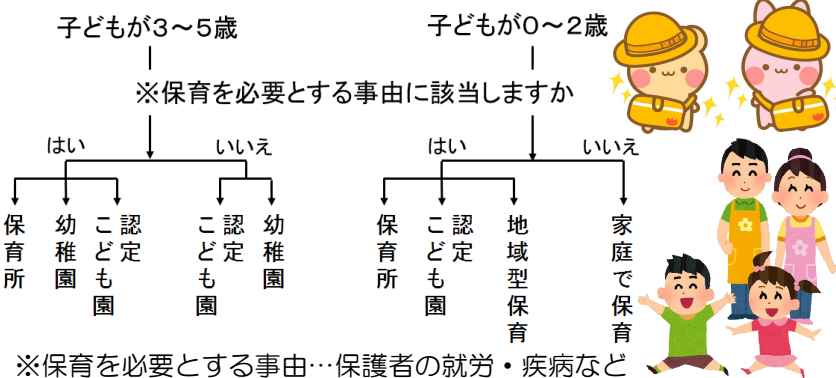 子どもが3～5歳
子どもが0～2歳
※保育を必要とする事由に該当しますか
はい
いいえ
はい
いいえ
保育所
幼稚園
認定
こども園
認定
こども園
幼稚園
保育所
認定
こども園
地域型保育
家庭で保育
※保育を必要とする事由…保護者の就労・疾病など